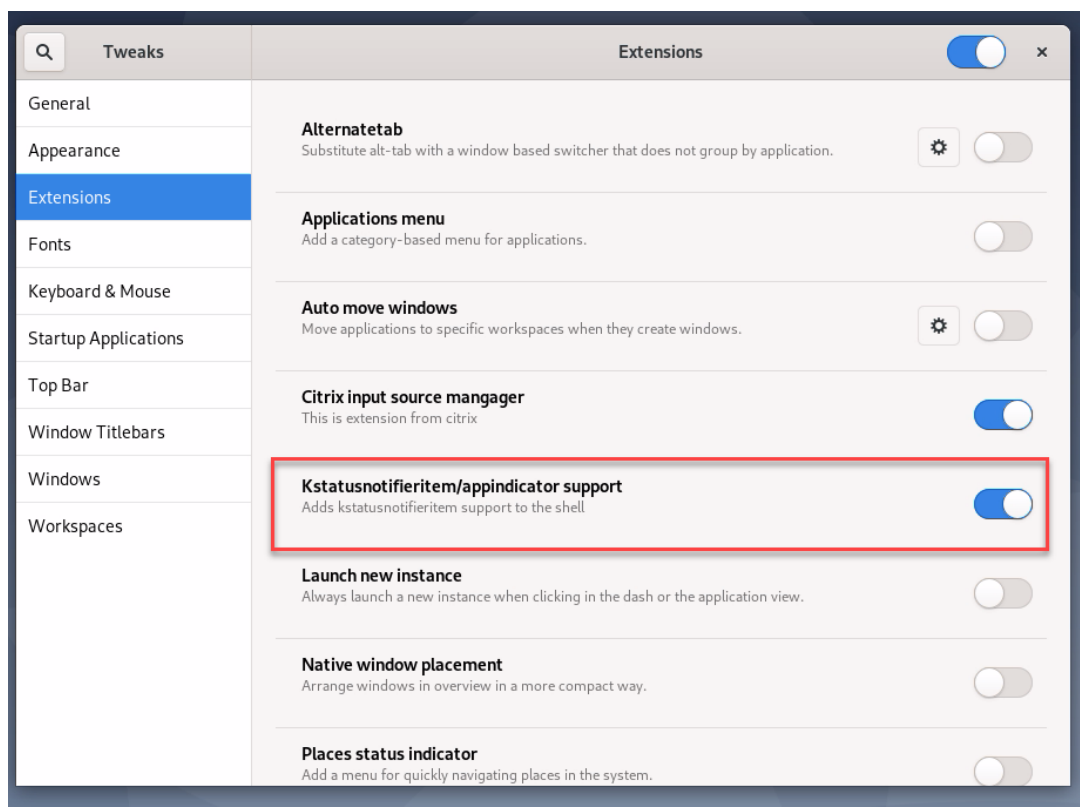 Tweaks
Extensions
General
Appearance
Extensions
Fonts
Keyboard & Mouse
Startup Applications
Top Bar
Window Titlebars
Windows
Workspaces
Alternatetab
Substitute alt-tab with a window based switcher that does not group by application.
Applications menu
Add a category-based menu for applications.
Auto move windows
Move applications to specific workspaces when they create windows.
Citrix input source mangager
This is extension from citrix
Kstatusnotifieritem/appindicator support
Adds kstatusnotifieritem support to the shell
Launch new instance
Always launch a new instance when clicking in the dash or the application view.
Native window placement
Arrange windows in overview in a more compact way.
Places status indicator
Add a menu for quickly navigating places in the system.